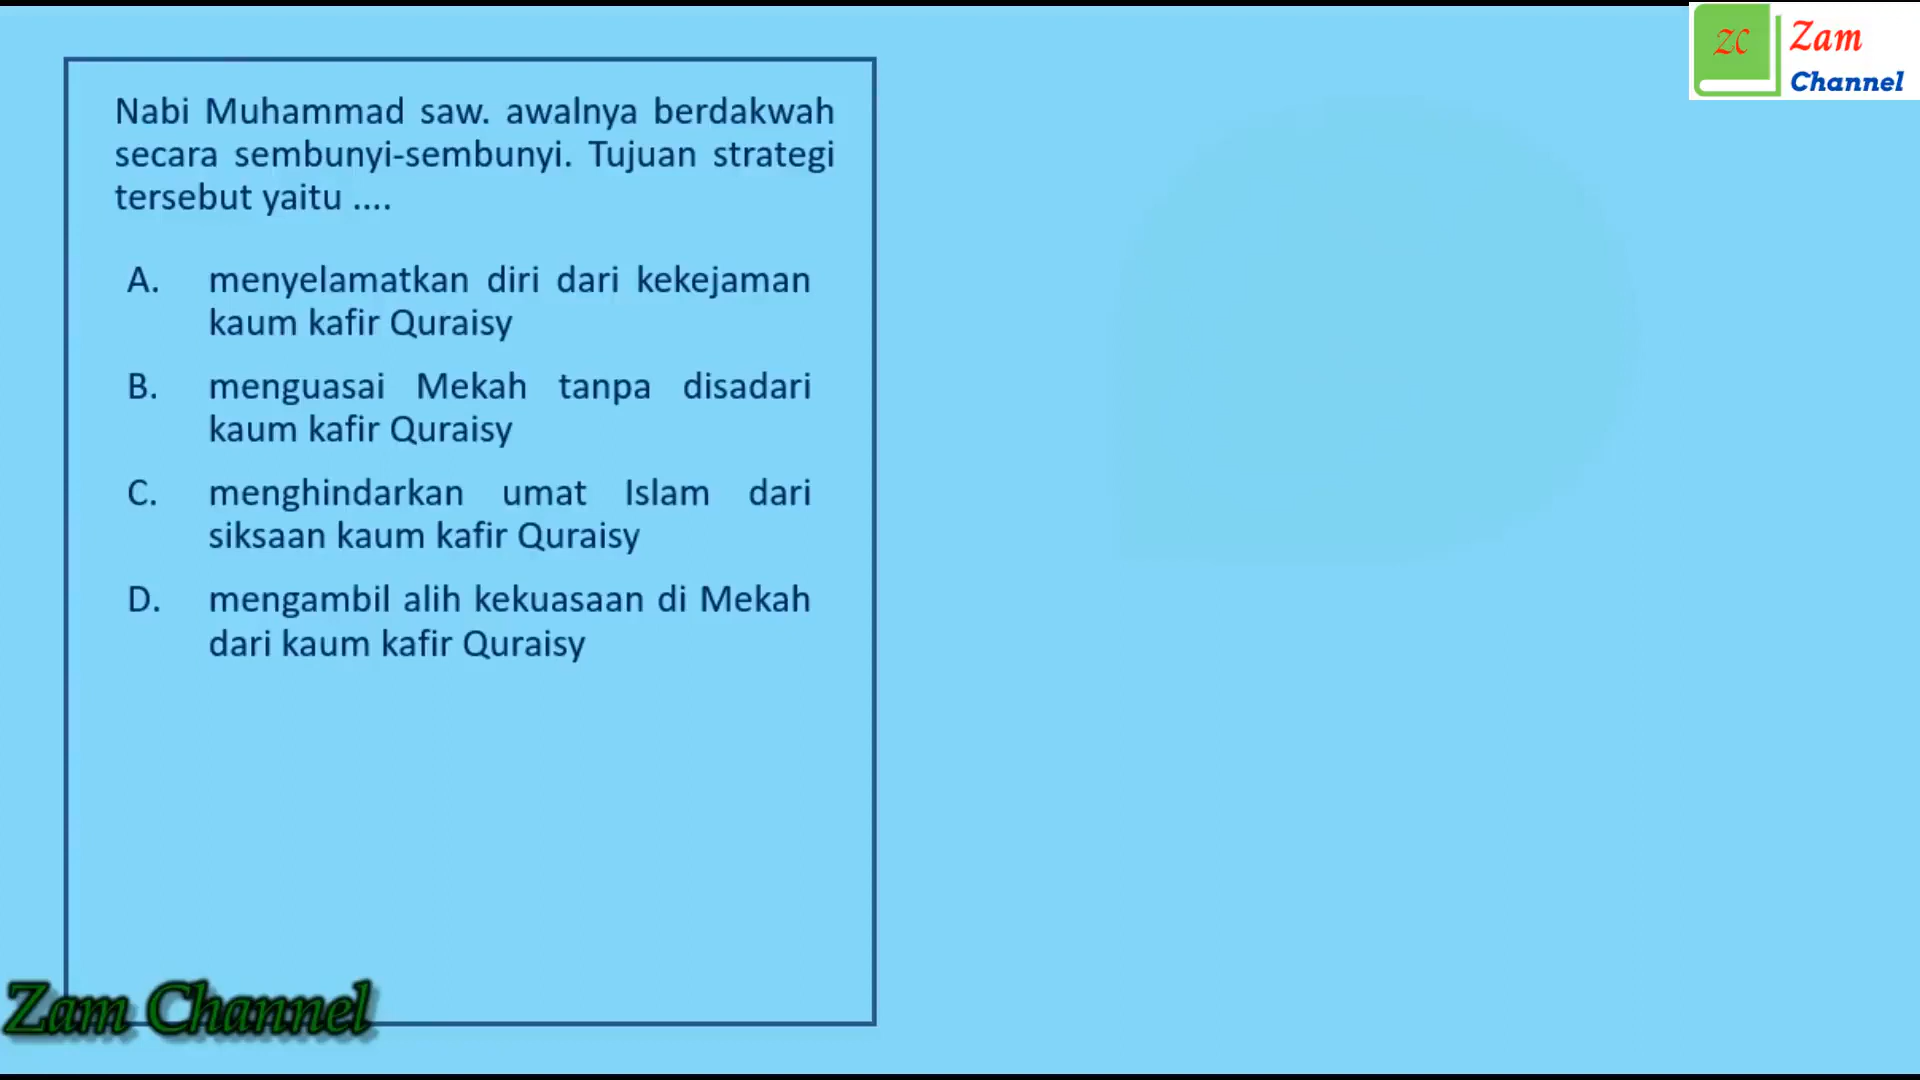 ZC
Zam
Channel
Nabi Muhammad saw. awalnya berdakwah
secara sembunyi-sembunyi. Tujuan strategi
tersebut yaitu ....
A. menyelamatkan diri dari kekejaman
kaum kafir Quraisy
B. menguasai Mekah tanpa disadari
kaum kafir Quraisy
C. menghindarkan umat Islam dari
siksaan kaum kafir Quraisy
D. mengambil alih kekuasaan di Mekah
dari kaum kafir Quraisy
Zam Channel